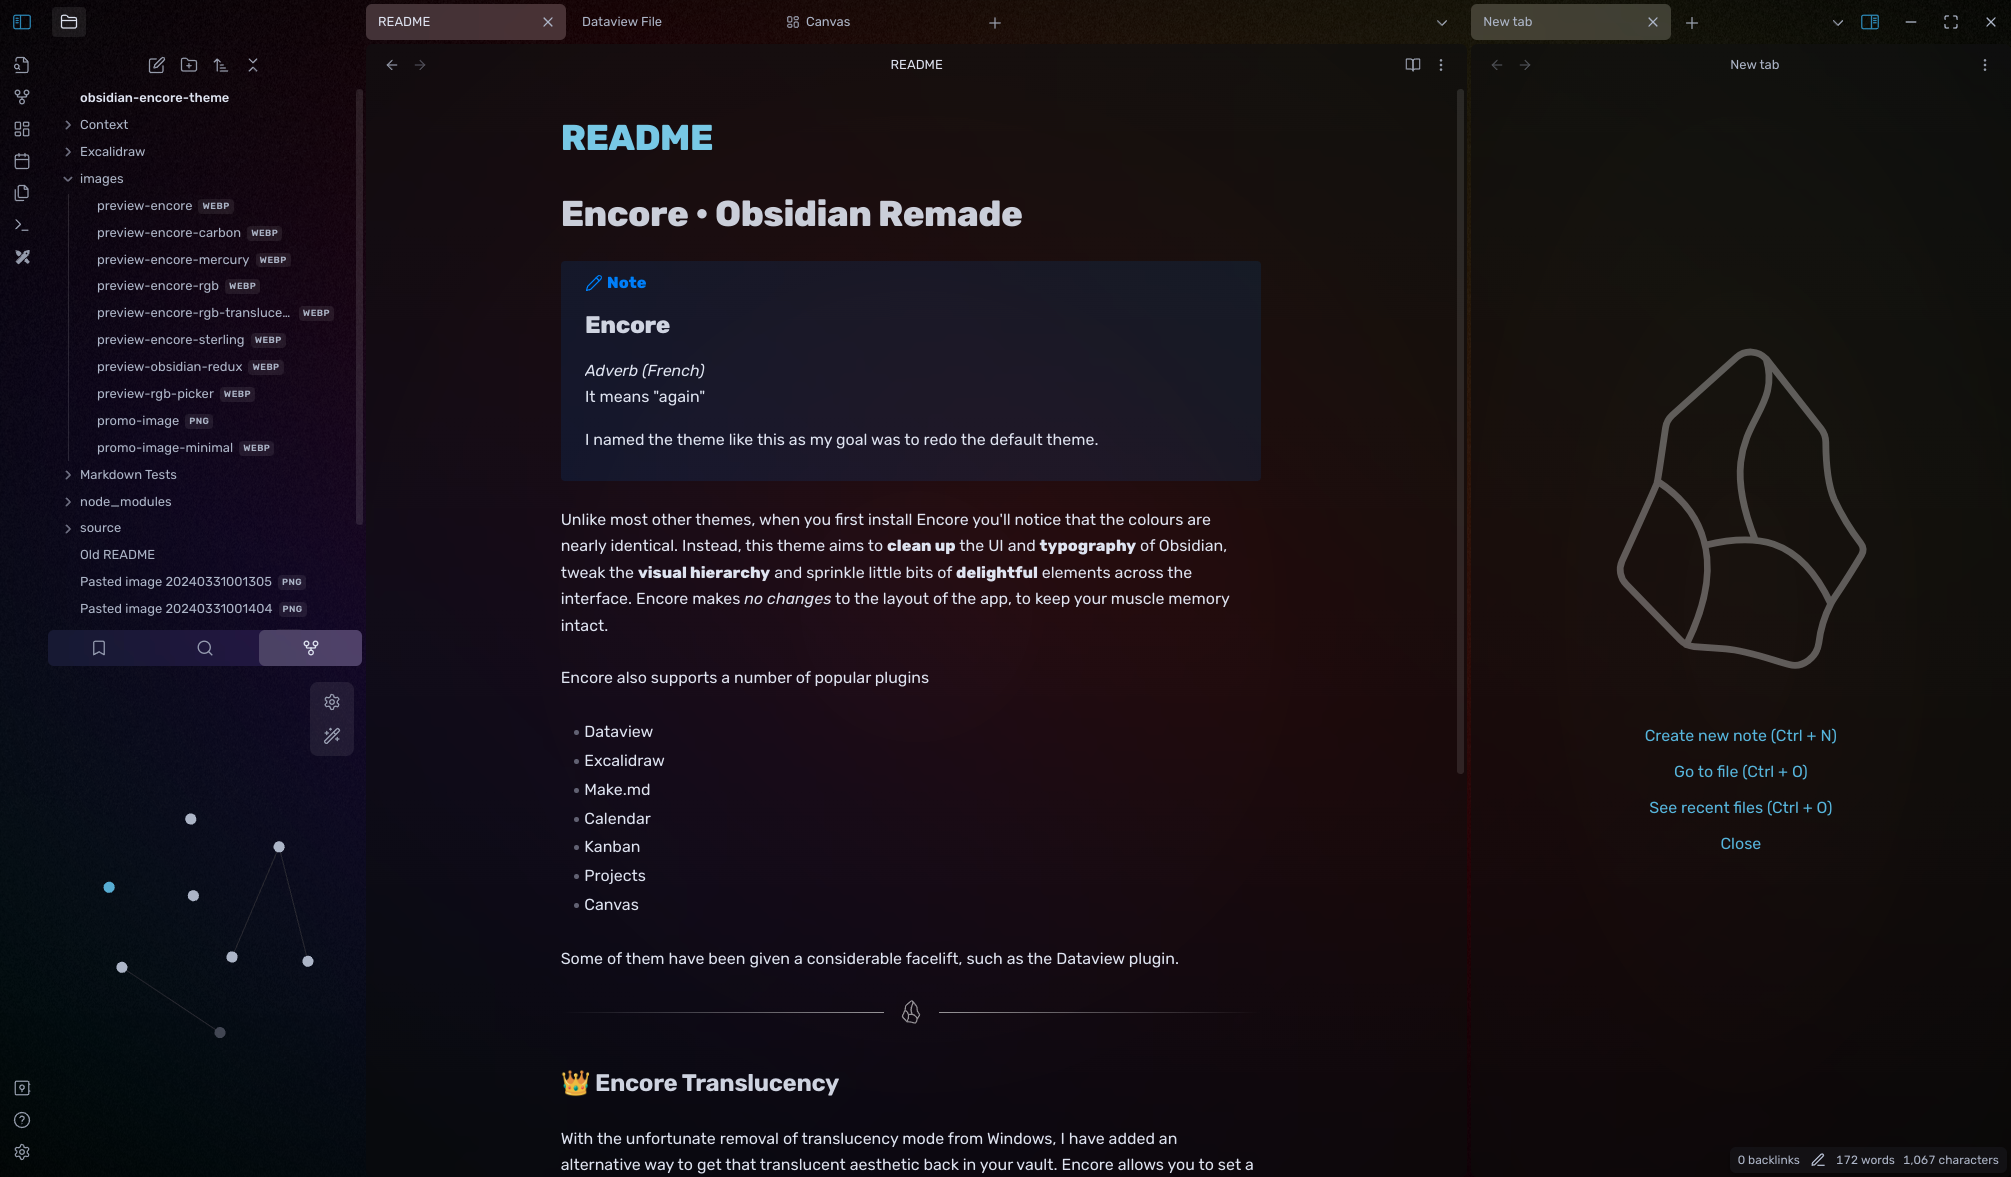 README
Dataview File
Canvas
New tab
obsidian-encore-theme
Context
Excalidraw
images
preview-encore WEBP
preview-encore-carbon WEBP
preview-encore-mercury WEBP
preview-encore-rgb WEBP
preview-encore-rgb-transluce... WEBP
preview-encore-sterling WEBP
preview-obsidian-redux WEBP
preview-rgb-picker WEBP
promo-image PNG
promo-image-minimal WEBP
Markdown Tests
node_modules
source
Old README
Pasted image 20240331001305 PNG
Pasted image 20240331001404 PNG
README
README
Encore • Obsidian Remade
Note
Encore
Adverb (French)
It means "again"
I named the theme like this as my goal was to redo the default theme.
Unlike most other themes, when you first install Encore you'll notice that the colours are
nearly identical. Instead, this theme aims to clean up the UI and typography of Obsidian,
tweak the visual hierarchy and sprinkle little bits of delightful elements across the
interface. Encore makes no changes to the layout of the app, to keep your muscle memory
intact.
Encore also supports a number of popular plugins
• Dataview
• Excalidraw
• Make.md
• Calendar
• Kanban
• Projects
• Canvas
Some of them have been given a considerable facelift, such as the Dataview plugin.
👑 Encore Translucency
With the unfortunate removal of translucency mode from Windows, I have added an
alternative way to get that translucent aesthetic back in your vault. Encore allows you to set a
New tab
Create new note (Ctrl + N)
Go to file (Ctrl + O)
See recent files (Ctrl + O)
Close
0 backlinks 172 words 1,067 characters